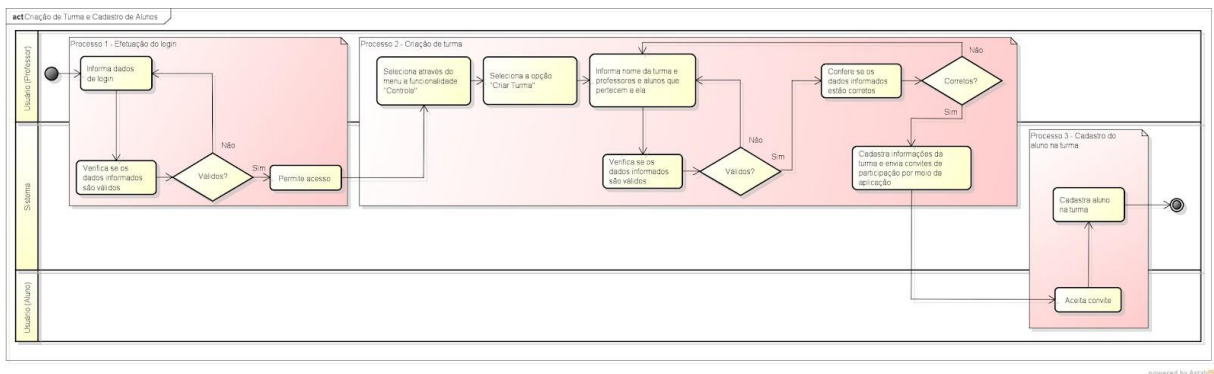 act Criação de Turma e Cadastro de Alunos
Usuário (Professor)
Sistema
Usuário (Aluno)
Processo 1 - Efetuação do login
Informa dados
de login
Verifica se os
dados informados
são válidos
Válidos?
Não
Sim
Permite acesso
Processo 2 - Criação de turma
Seleciona através do
menu a funcionalidade
"Controle"
Seleciona a opção
"Criar Turma"
Informa nome da turma e
professores e alunos que
pertecem a ela
Verifica se os
dados informados
são válidos
Válidos?
Não
Sim
Confere se os
dados informados
estão corretos
Corretos?
Não
Sim
Cadastra informações da
turma e envia convites de
participação por meio da
aplicação
Processo 3 - Cadastro do
aluno na turma
Cadastra aluno
na turma
Aceita convite
powered by Astah